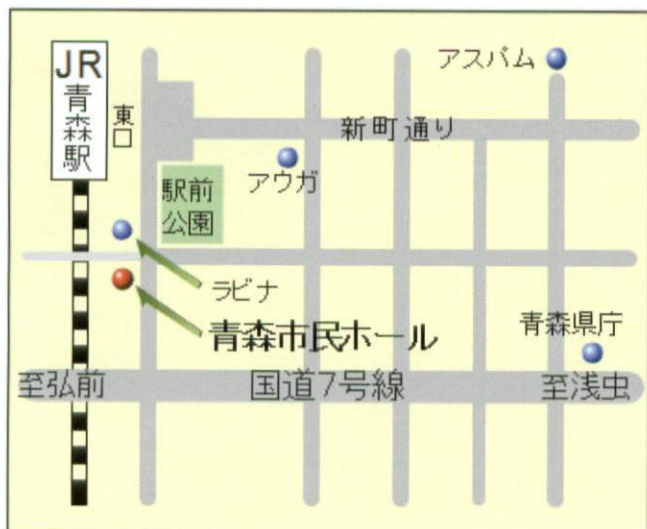 JR
青森駅
東口
アスパム
新町通り
アウガ
駅前
公園
ラビナ
青森市民ホール
青森県庁
至弘前
国道7号線
至浅虫